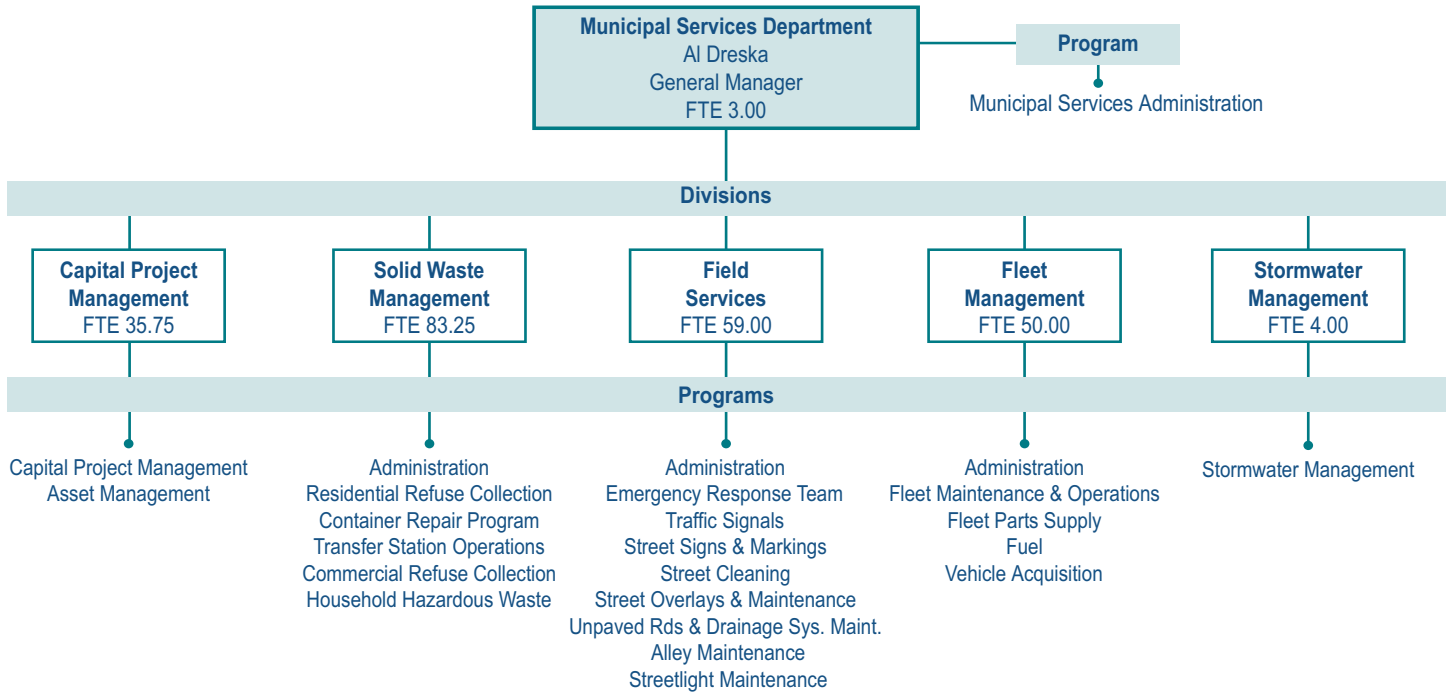 Municipal Services Department
Al Dreska
General Manager
FTE 3.00
Program
Municipal Services Administration
Divisions
Capital Project
Management
FTE 35.75
Solid Waste
Management
FTE 83.25
Field
Services
FTE 59.00
Fleet
Management
FTE 50.00
Stormwater
Management
FTE 4.00
Programs
Capital Project Management
Asset Management
Administration
Residential Refuse Collection
Container Repair Program
Transfer Station Operations
Commercial Refuse Collection
Household Hazardous Waste
Administration
Emergency Response Team
Traffic Signals
Street Signs & Markings
Street Cleaning
Street Overlays & Maintenance
Unpaved Rds & Drainage Sys. Maint.
Alley Maintenance
Streetlight Maintenance
Administration
Fleet Maintenance & Operations
Fleet Parts Supply
Fuel
Vehicle Acquisition
Stormwater Management